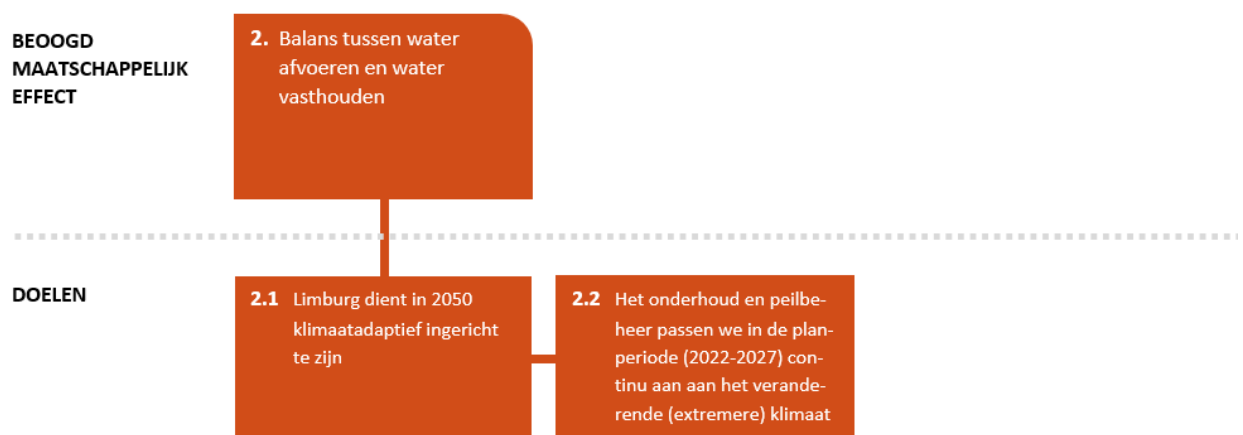 BEOOGD
MAATSCHAPPELIJK
EFFECT
2. Balans tussen water
afvoeren en water
vasthouden
DOELEN
2.1 Limburg dient in 2050
klimaatadaptief ingericht
te zijn
2.2 Het onderhoud en peilbe-
heer passen we in de plan-
periode (2022-2027) con-
tinu aan aan het verande-
rende (extremere) klimaat